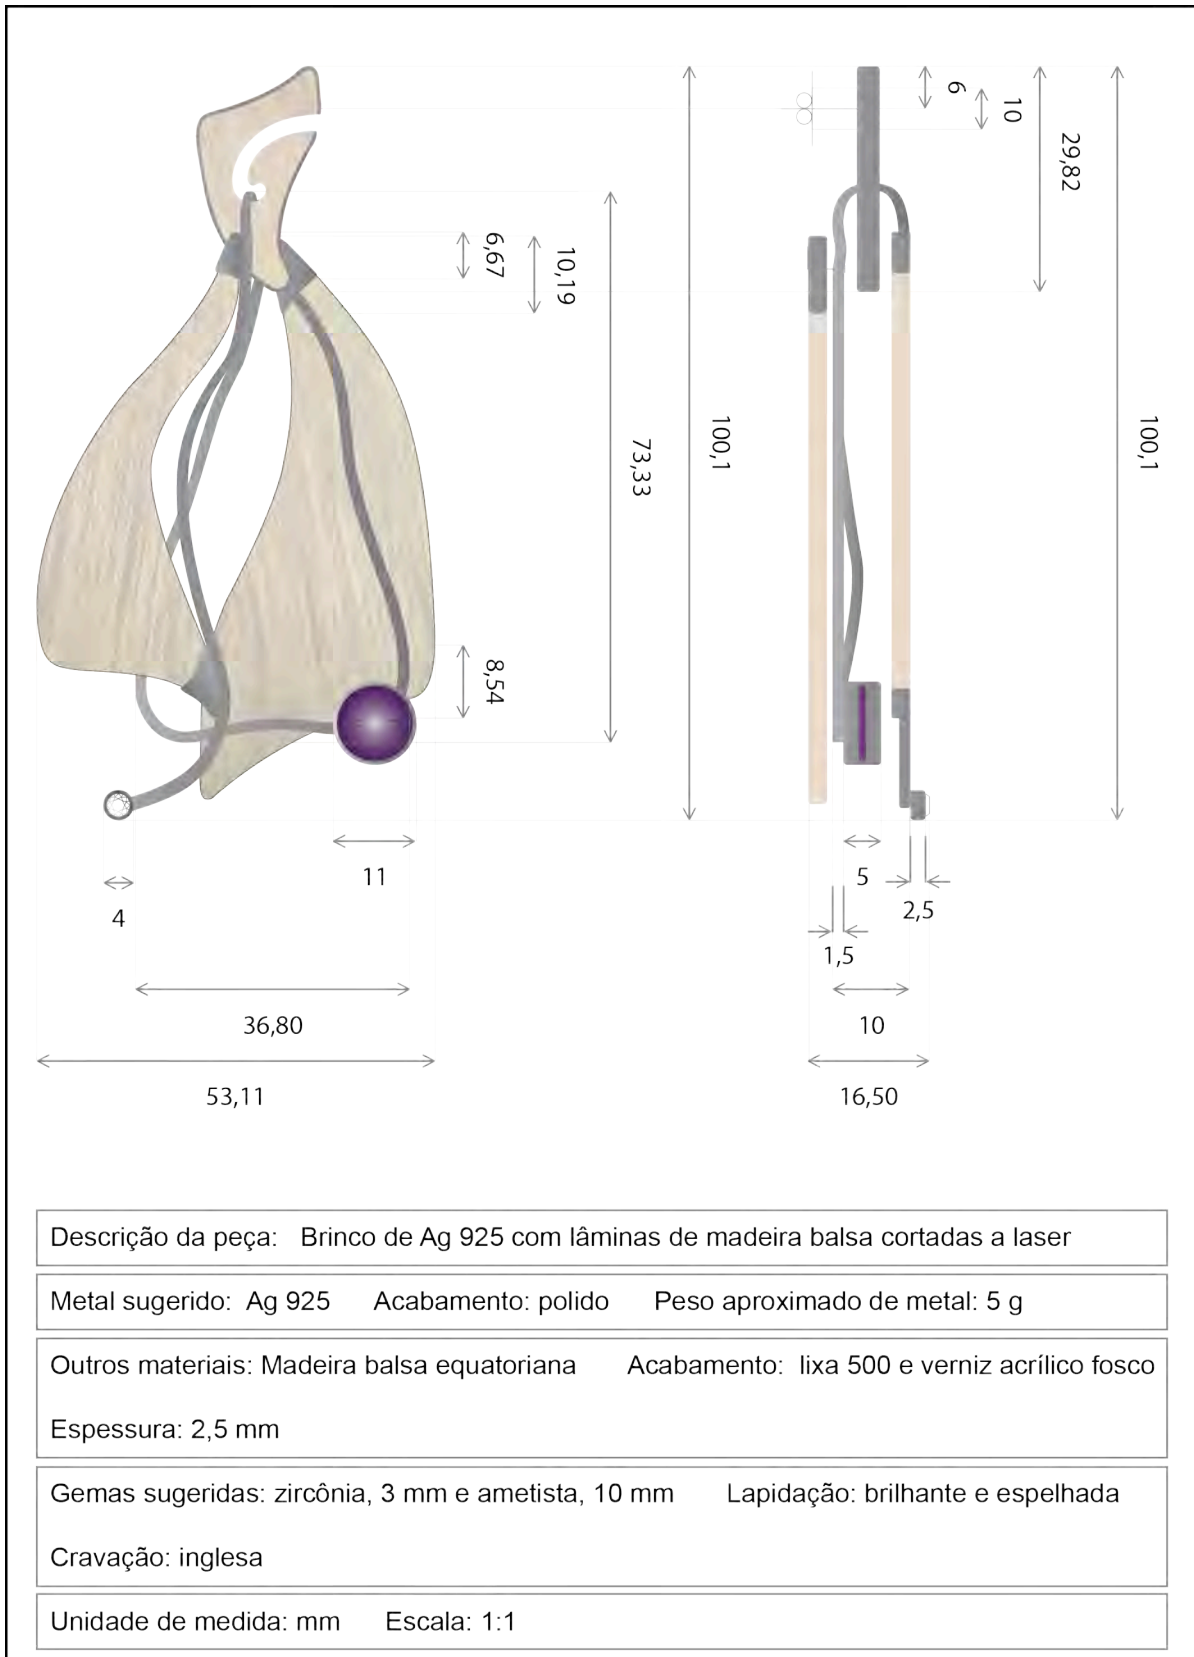 6
10
29,82
6,67
10,19
100,1
100,1
73,33
8,54
11
5
4
2,5
1,5
36,80
10
53,11
16,50
Descrição da peça: Brinco de Ag 925 com lâminas de madeira balsa cortadas a laser
Metal sugerido: Ag 925 Acabamento: polido Peso aproximado de metal: 5 g
Outros materiais: Madeira balsa equatoriana Acabamento: lixa 500 e verniz acrílico fosco
Espessura: 2,5 mm
Gemas sugeridas: zircônia, 3 mm e ametista, 10 mm Lapidação: brilhante e espelhada
Cravação: inglesa
Unidade de medida: mm Escala: 1:1